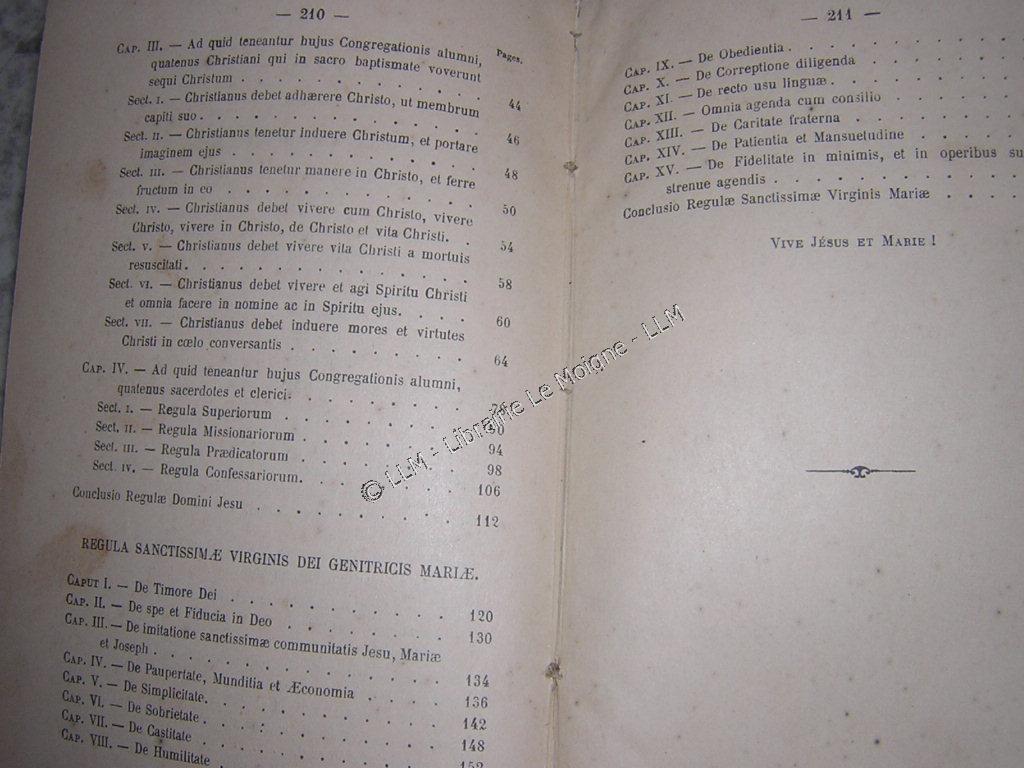 — 210 —
Pages.
CAP. III. — Ad quid teneantur hujus Congregationis alumni,
quatenus Christiani qui in sacro baptismate voverunt
sequi Christum . . . . . . . . 44
Sect. I. — Christianus debet adhærere Christo, ut membrum
capiti suo . . . . . . . . 46
Sect. II. — Christianus tenetur induere Christum, et portare
imaginem ejus . . . . . . . . 48
Sect. III. — Christianus tenetur manere in Christo, et ferre
fructum in eo . . . . . . . . 50
Sect. IV. — Christianus debet vivere cum Christo, vivere
Christo, vivere in Christo, de Christo et vita Christi. . 54
Sect. V. — Christianus debet vivere vita Christi a mortuis
resuscitati . . . . . . . . 58
Sect. VI. — Christianus debet vivere et agi Spiritu Christi
et omnia facere in nomine ac in Spiritu ejus. . . . 60
Sect. VII. — Christianus debet induere mores et virtutes
Christi in cœlo conversantis . . . . . . . . 64
CAP. IV. — Ad quid teneantur hujus Congregationis alumni,
quatenus sacerdotes et clerici. . . . . . . .
Sect. I. — Regula Superiorum . . . . . . . .
Sect. II. — Regula Missionariorum . . . . . . . . 94
Sect. III. — Regula Prædicatorum . . . . . . . . 98
Sect. IV. — Regula Confessariorum. . . . . . . . 106
Conclusio Regulæ Domini Jesu . . . . . . . . 112
REGULA SANCTISSIMÆ VIRGINIS DEI GENITRICIS MARIÆ.
CAPUT I. — De Timore Dei . . . . . . . . 120
CAP. II. — De spe et Fiducia in Deo . . . . . . . . 130
CAP. III. — De imitatione sanctissimæ communitatis Jesu, Mariæ
et Joseph . . . . . . . . 134
CAP. IV. — De Paupertate, Munditia et Æconomia . . . . 136
CAP. V. — De Simplicitate. . . . . . . . 142
CAP. VI. — De Sobrietate . . . . . . . . 148
CAP. VII. — De Castitate . . . . . . . . 152
CAP. VIII. — De Humilitate
— 211 —
CAP. IX. — De Obedientia . . . . . . . .
CAP. X. — De Correptione diligenda . . . . . . . .
CAP. XI. — De recto usu linguæ . . . . . . . .
CAP. XII. — Omnia agenda cum consilio . . . . . . . .
CAP. XIII. — De Caritate fraterna . . . . . . . .
CAP. XIV. — De Patientia et Mansuetudine . . . . . . . .
CAP. XV. — De Fidelitate in minimis, et in operibus
strenue agendis . . . . . . . .
Conclusio Regulæ Sanctissimæ Virginis Mariæ . . . . .
VIVE JÉSUS ET MARIE !
© LLM - Librairie Le Moigne - LLM